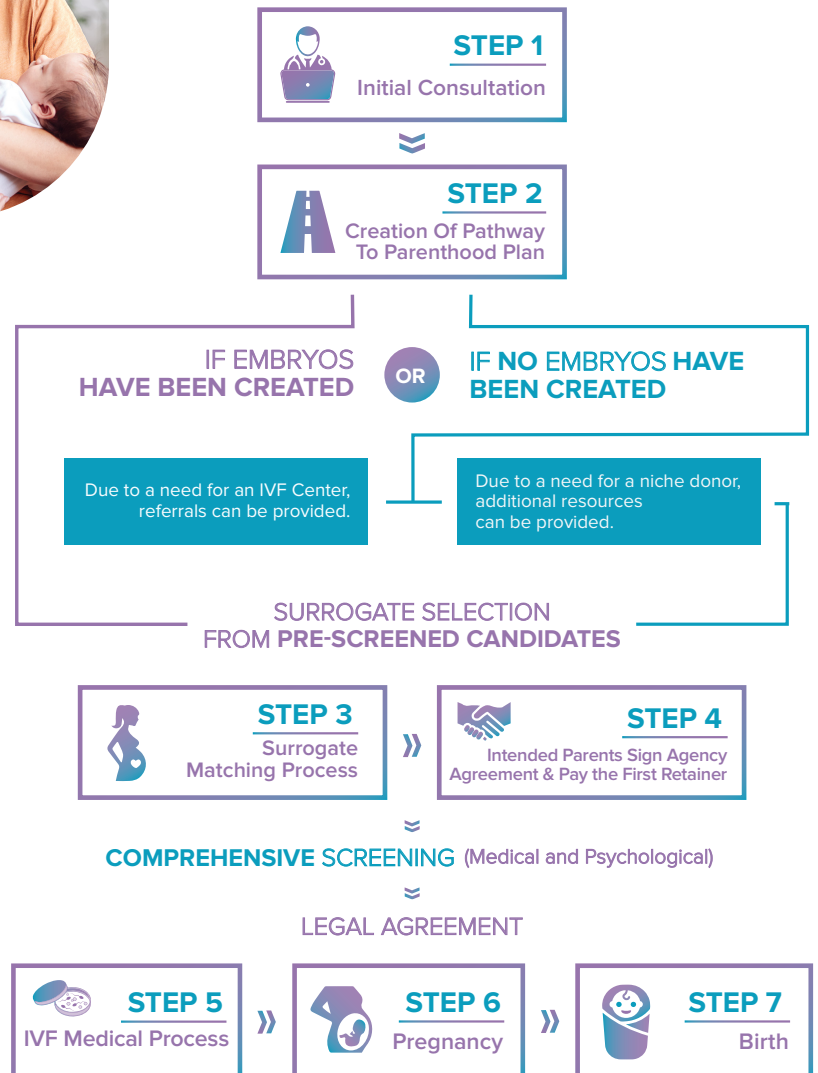 STEP 1
Initial Consultation
STEP 2
Creation Of Pathway
To Parenthood Plan
IF EMBRYOS
HAVE BEEN CREATED
OR
IF NO EMBRYOS HAVE
BEEN CREATED
Due to a need for an IVF Center,
referrals can be provided.
Due to a need for a niche donor,
additional resources
can be provided.
SURROGATE SELECTION
FROM PRE-SCREENED CANDIDATES
STEP 3
Surrogate
Matching Process
STEP 4
Intended Parents Sign Agency
Agreement & Pay the First Retainer
COMPREHENSIVE SCREENING (Medical and Psychological)
LEGAL AGREEMENT
STEP 5
IVF Medical Process
STEP 6
Pregnancy
STEP 7
Birth